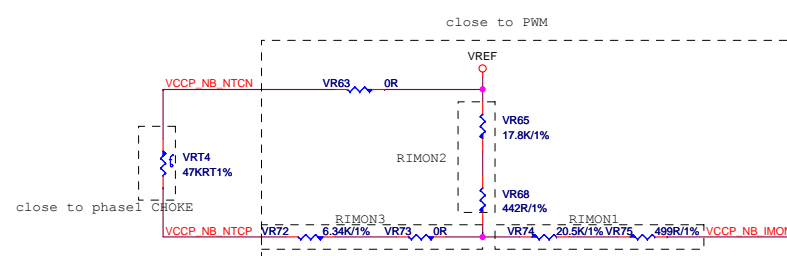 close to PWM
VREF
VCCP_NB_NTCN
VR63
0R
VR65
17.8K/1%
RIMON2
VRT4
47KRT1%
VR68
442R/1%
close to phase1 CHOKE
RIMON3
RIMON1
VCCP_NB_NTCP
VR72
6.34K/1%
VR73
0R
VR74
20.5K/1%
VR75
499R/1%
VCCP_NB_IMON